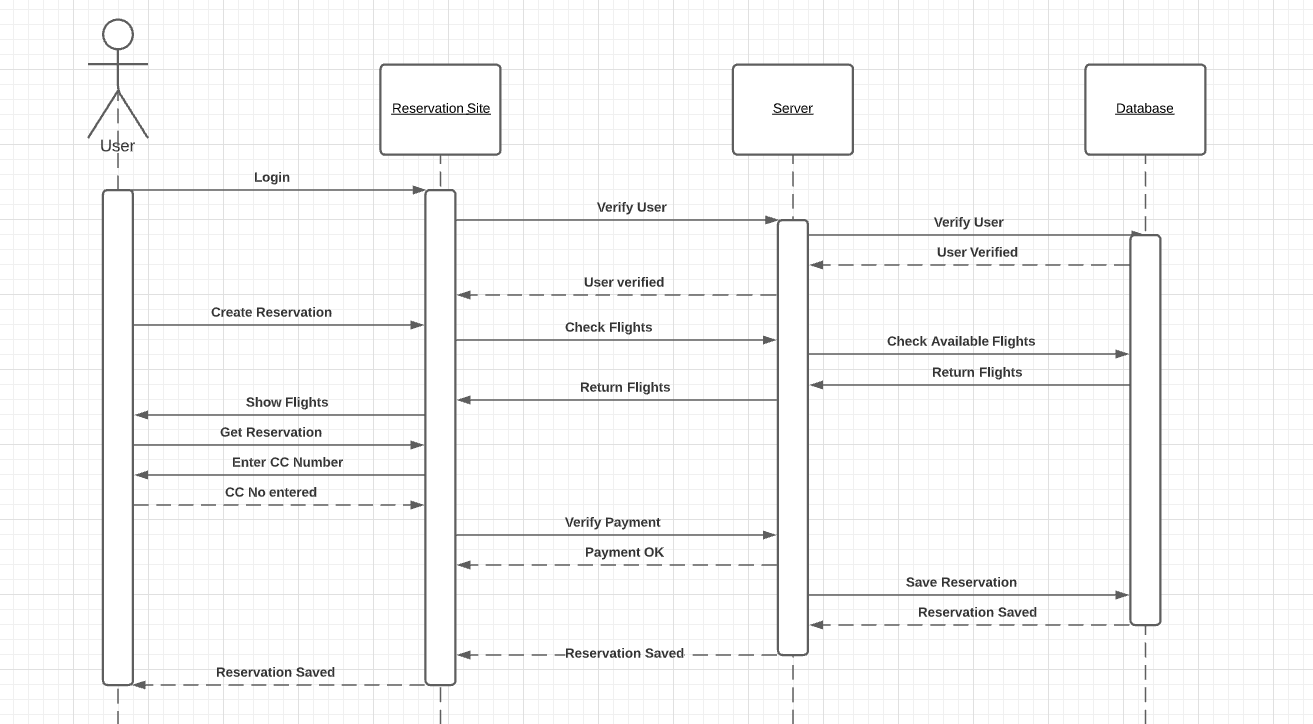 User
Reservation Site
Server
Database
Login
Verify User
Verify User
User Verified
User verified
Create Reservation
Check Flights
Check Available Flights
Return Flights
Return Flights
Show Flights
Get Reservation
Enter CC Number
CC No entered
Verify Payment
Payment OK
Save Reservation
Reservation Saved
Reservation Saved
Reservation Saved